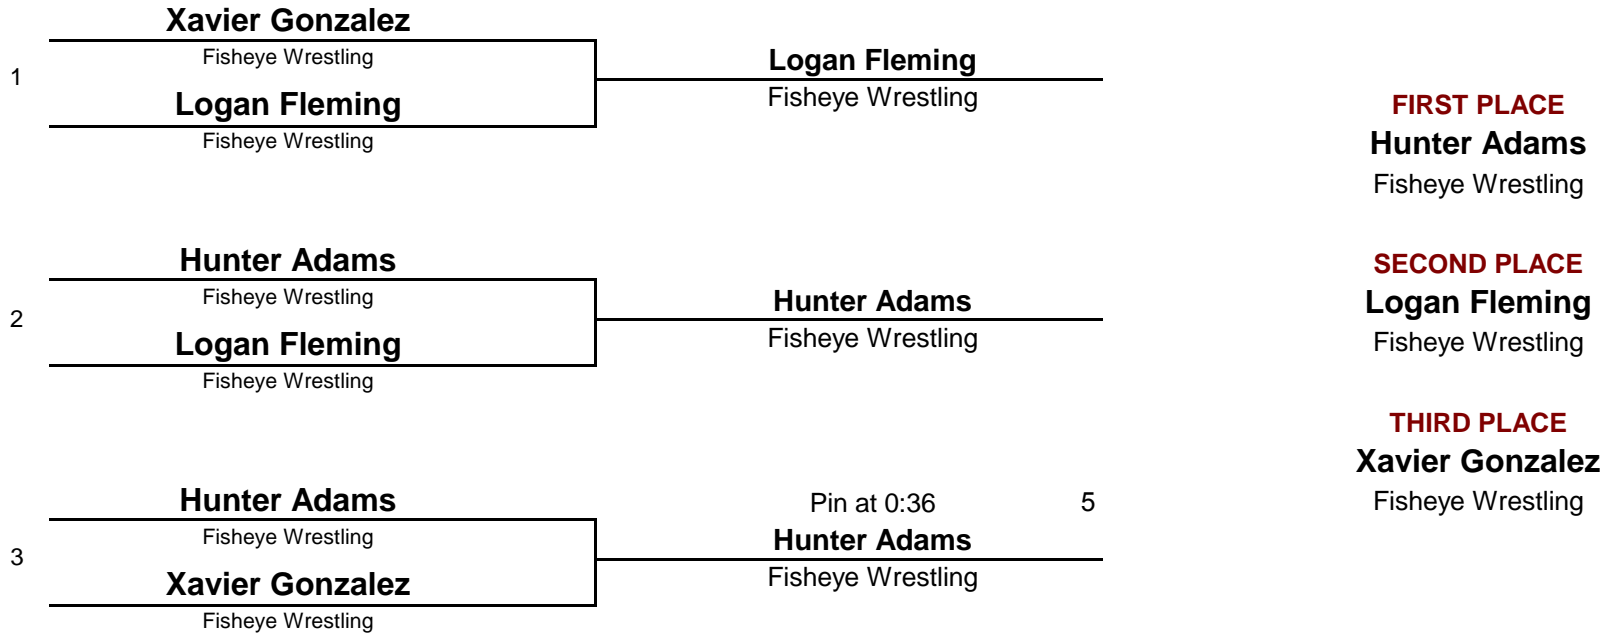 Xavier Gonzalez
Fisheye Wrestling
1
Logan Fleming
Fisheye Wrestling
Logan Fleming
Fisheye Wrestling
Hunter Adams
Fisheye Wrestling
2
Logan Fleming
Fisheye Wrestling
Hunter Adams
Fisheye Wrestling
Hunter Adams
Fisheye Wrestling
3
Xavier Gonzalez
Fisheye Wrestling
Pin at 0:36 5
Hunter Adams
Fisheye Wrestling
FIRST PLACE
Hunter Adams
Fisheye Wrestling
SECOND PLACE
Logan Fleming
Fisheye Wrestling
THIRD PLACE
Xavier Gonzalez
Fisheye Wrestling